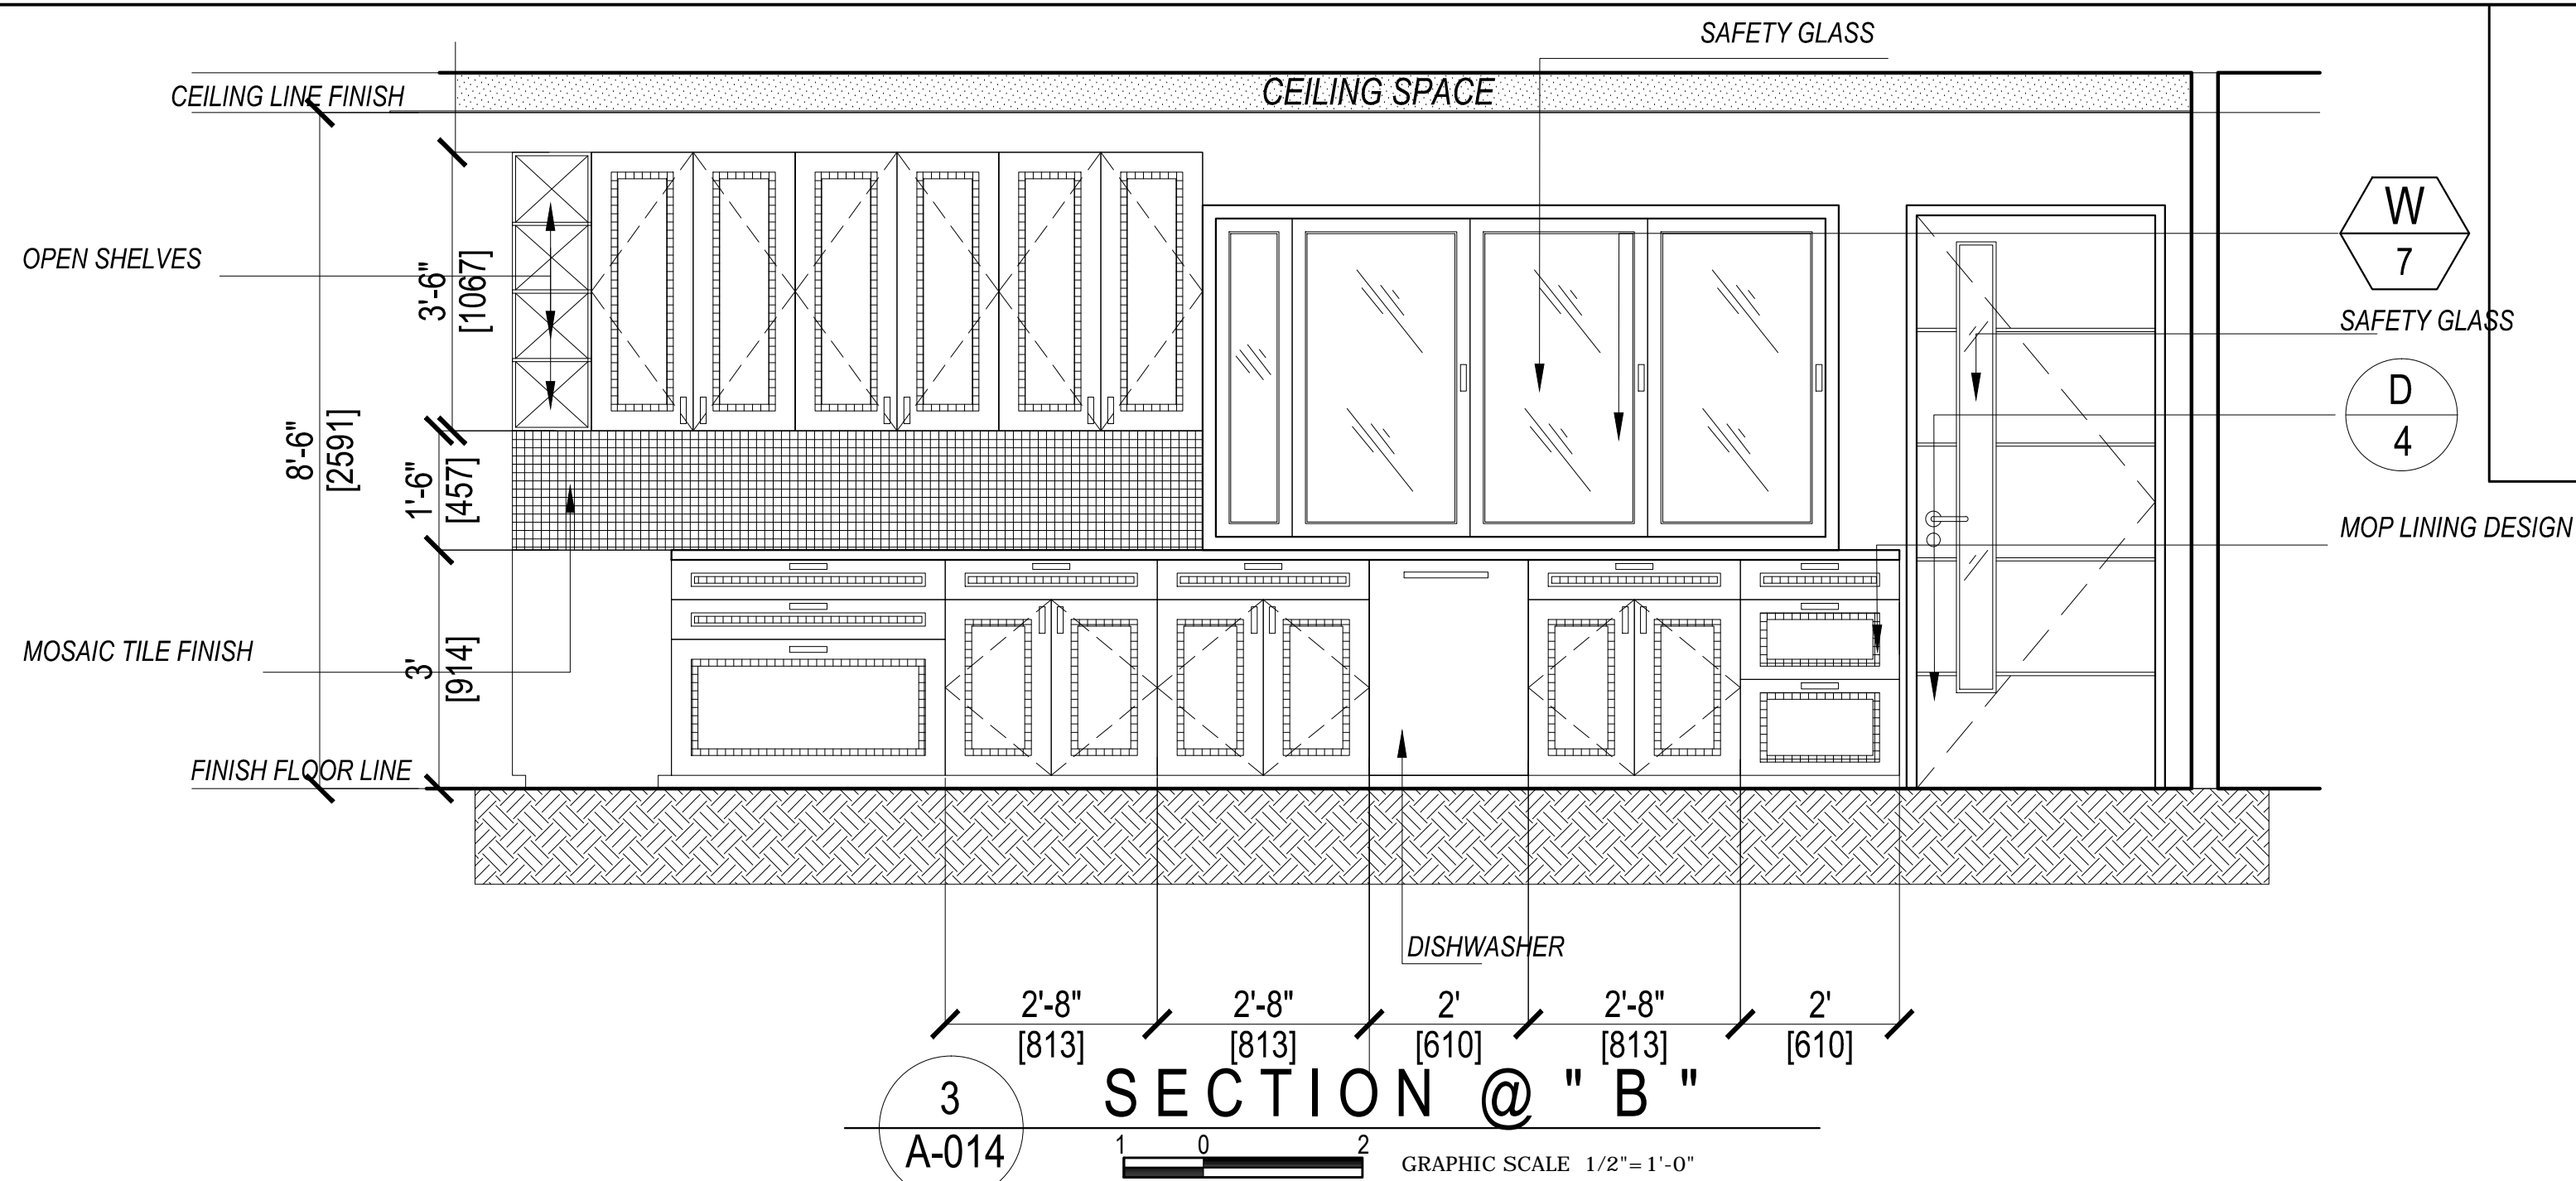 SAFETY GLASS
CEILING LINE FINISH
CEILING SPACE
OPEN SHELVES
3'-6"
[1067]
8'-6"
[2591]
1'-6"
[457]
3'
[914]
MOSAIC TILE FINISH
FINISH FLOOR LINE
W
7
SAFETY GLASS
D
4
MOP LINING DESIGN
DISHWASHER
2'-8"
[813]
2'-8"
[813]
2'
[610]
2'-8"
[813]
2'
[610]
3
A-014
SECTION @ "B"
1 0 2
GRAPHIC SCALE 1/2"=1'-0"